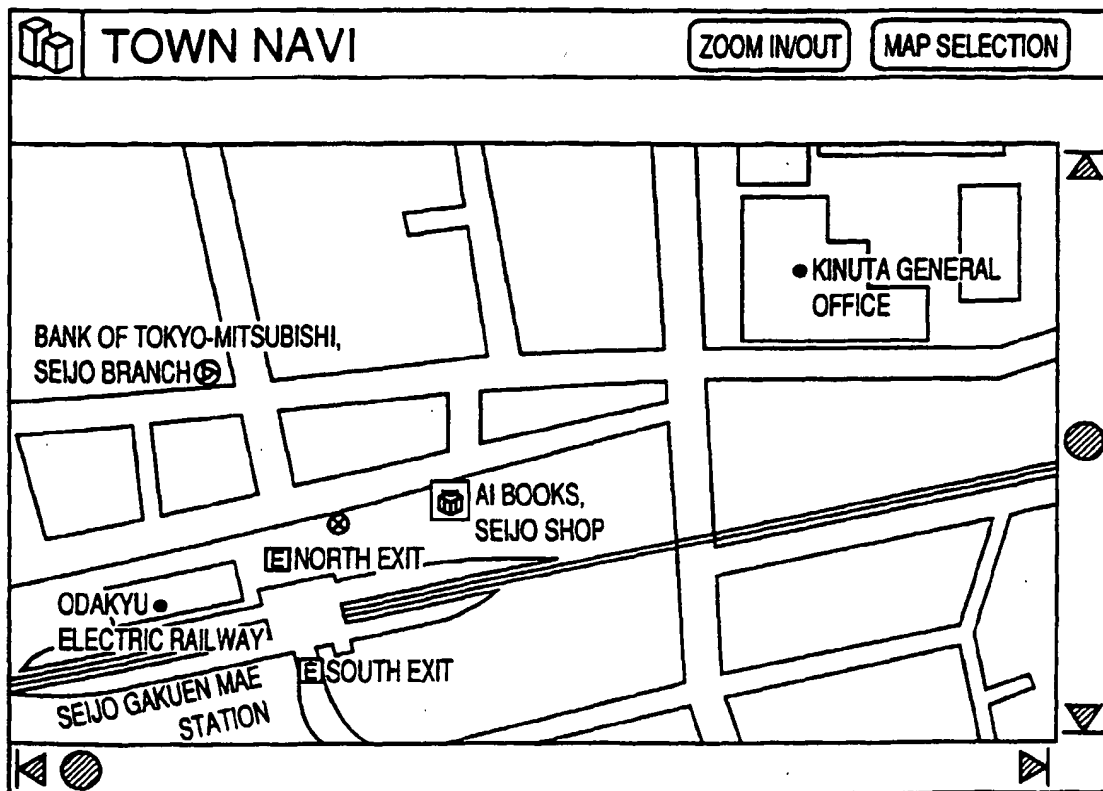 TOWN NAVI
ZOOM IN/OUT
MAP SELECTION
KINUTA GENERAL
OFFICE
BANK OF TOKYO-MITSUBISHI,
SEIJO BRANCH
AI BOOKS,
SEIJO SHOP
E NORTH EXIT
ODAKYU
ELECTRIC RAILWAY
E SOUTH EXIT
SEIJO GAKUEN MAE
STATION